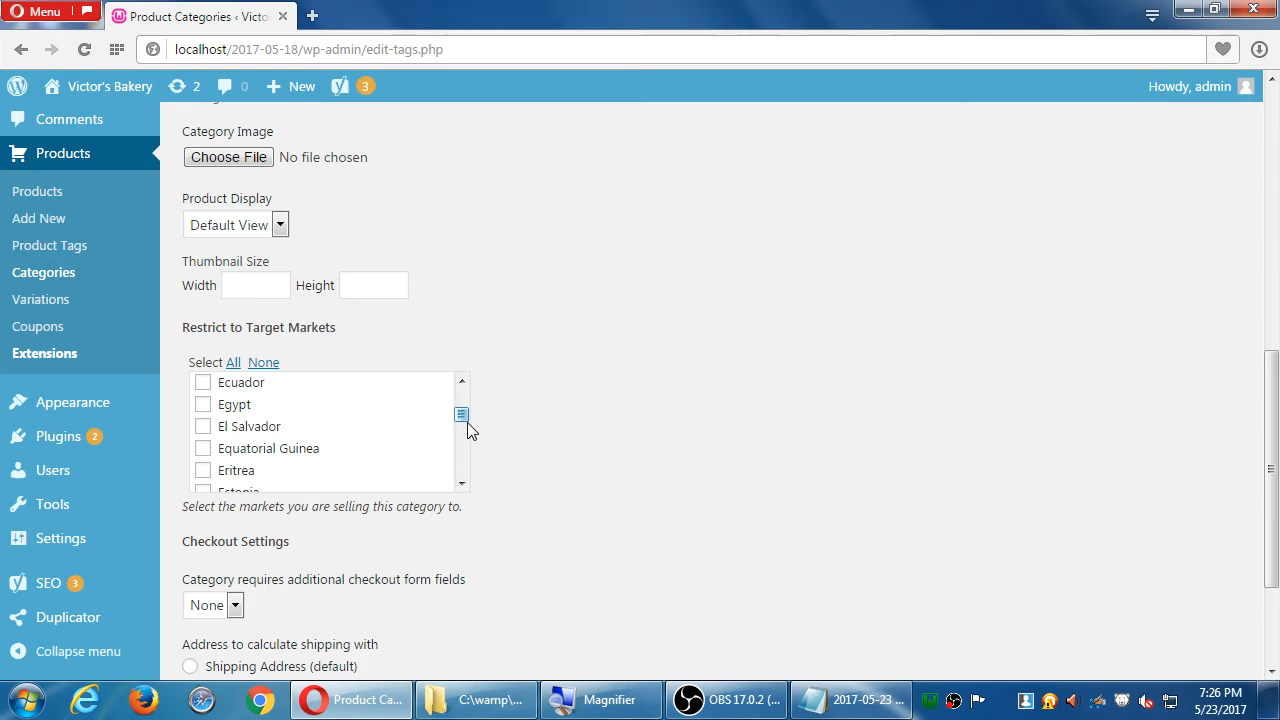 Menu
Product Categories ‹ Victo
localhost/2017-05-18/wp-admin/edit-tags.php
Victor's Bakery
2
0
New
3
Howdy, admin
Comments
Products
Products
Add New
Product Tags
Categories
Variations
Coupons
Extensions
Appearance
Plugins 2
Users
Tools
Settings
SEO 3
Duplicator
Collapse menu
Category Image
Choose File No file chosen
Product Display
Default View
Thumbnail Size
Width Height
Restrict to Target Markets
Select All None
Ecuador
Egypt
El Salvador
Equatorial Guinea
Eritrea
Estonia
Select the markets you are selling this category to.
Checkout Settings
Category requires additional checkout form fields
None
Address to calculate shipping with
Shipping Address (default)
Product Ca...
C:\wamp\...
Magnifier
OBS 17.0.2 (...
2017-05-23 ...
7:26 PM
5/23/2017